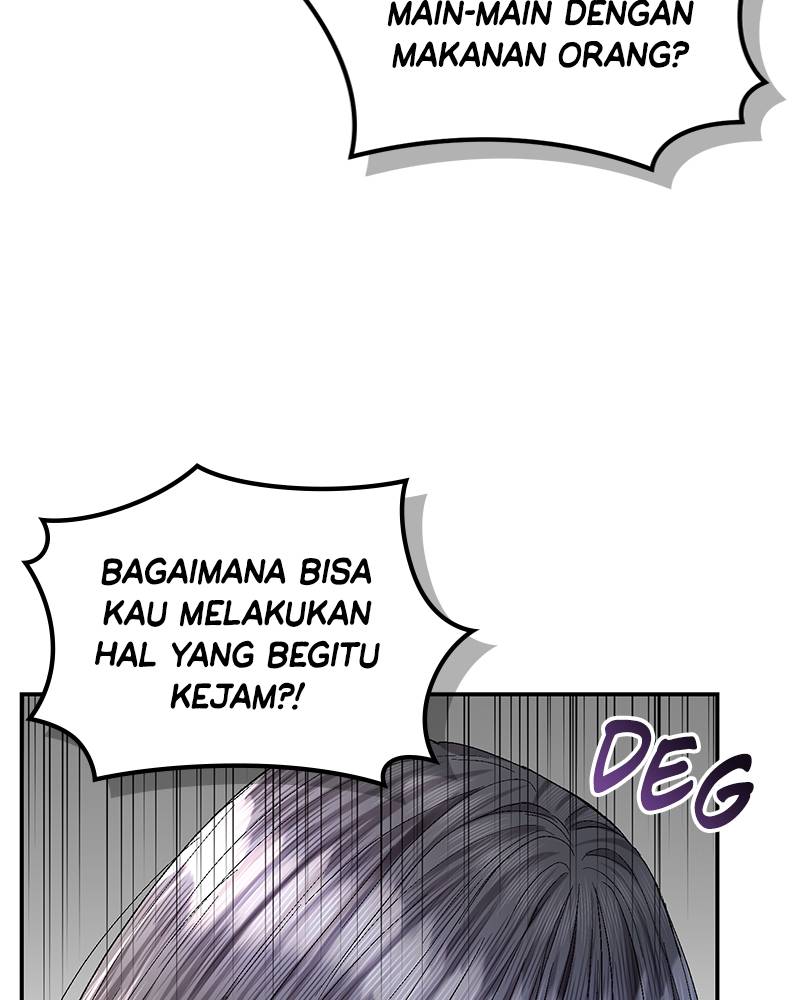 MAIN-MAIN DENGAN
MAKANAN ORANG?
BAGAIMANA BISA
KAU MELAKUKAN
HAL YANG BEGITU
KEJAM?!
DEG